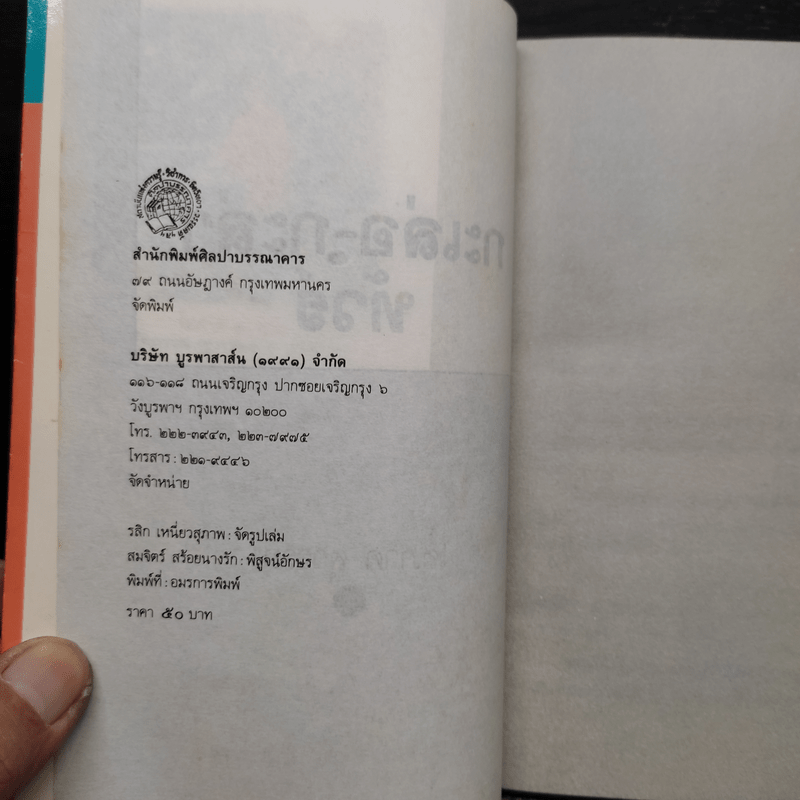 สำนักพิมพ์ศิลปาบรรณาคาร
๗๙ ถนนอัษฎางค์ กรุงเทพมหานคร
จัดพิมพ์
บริษัท บูรพาสาส์น (๑๙๙๑) จำกัด
๑๑๖-๑๑๘ ถนนเจริญกรุง ปากซอยเจริญกรุง ๖
วังบูรพาฯ กรุงเทพฯ ๑๐๒๐๐
โทร. ๒๒๒-๓๙๔๓, ๒๒๓-๗๙๗๕
โทรสาร : ๒๒๑-๙๔๔๖
จัดจำหน่าย
รสิก เหนี่ยวสุภาพ : จัดรูปเล่ม
สมจิตร์ สร้อยนางรัก : พิสูจน์อักษร
พิมพ์ที่ : อมรการพิมพ์
ราคา ๕๐ บาท